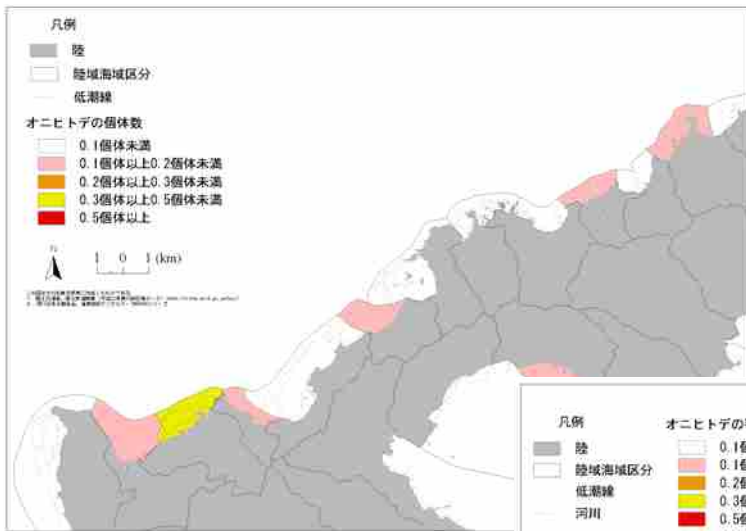 凡例
陸
陸域海域区分
低潮線
オニヒトデの個体数
0.1個体未満
0.1個体以上0.2個体未満
0.2個体以上0.3個体未満
0.3個体以上0.5個体未満
0.5個体以上
N
1 0 1 (km)
凡例
陸
陸域海域区分
低潮線
河川
オニヒトデの
0.1個
0.1個
0.2個
0.3個
0.5個